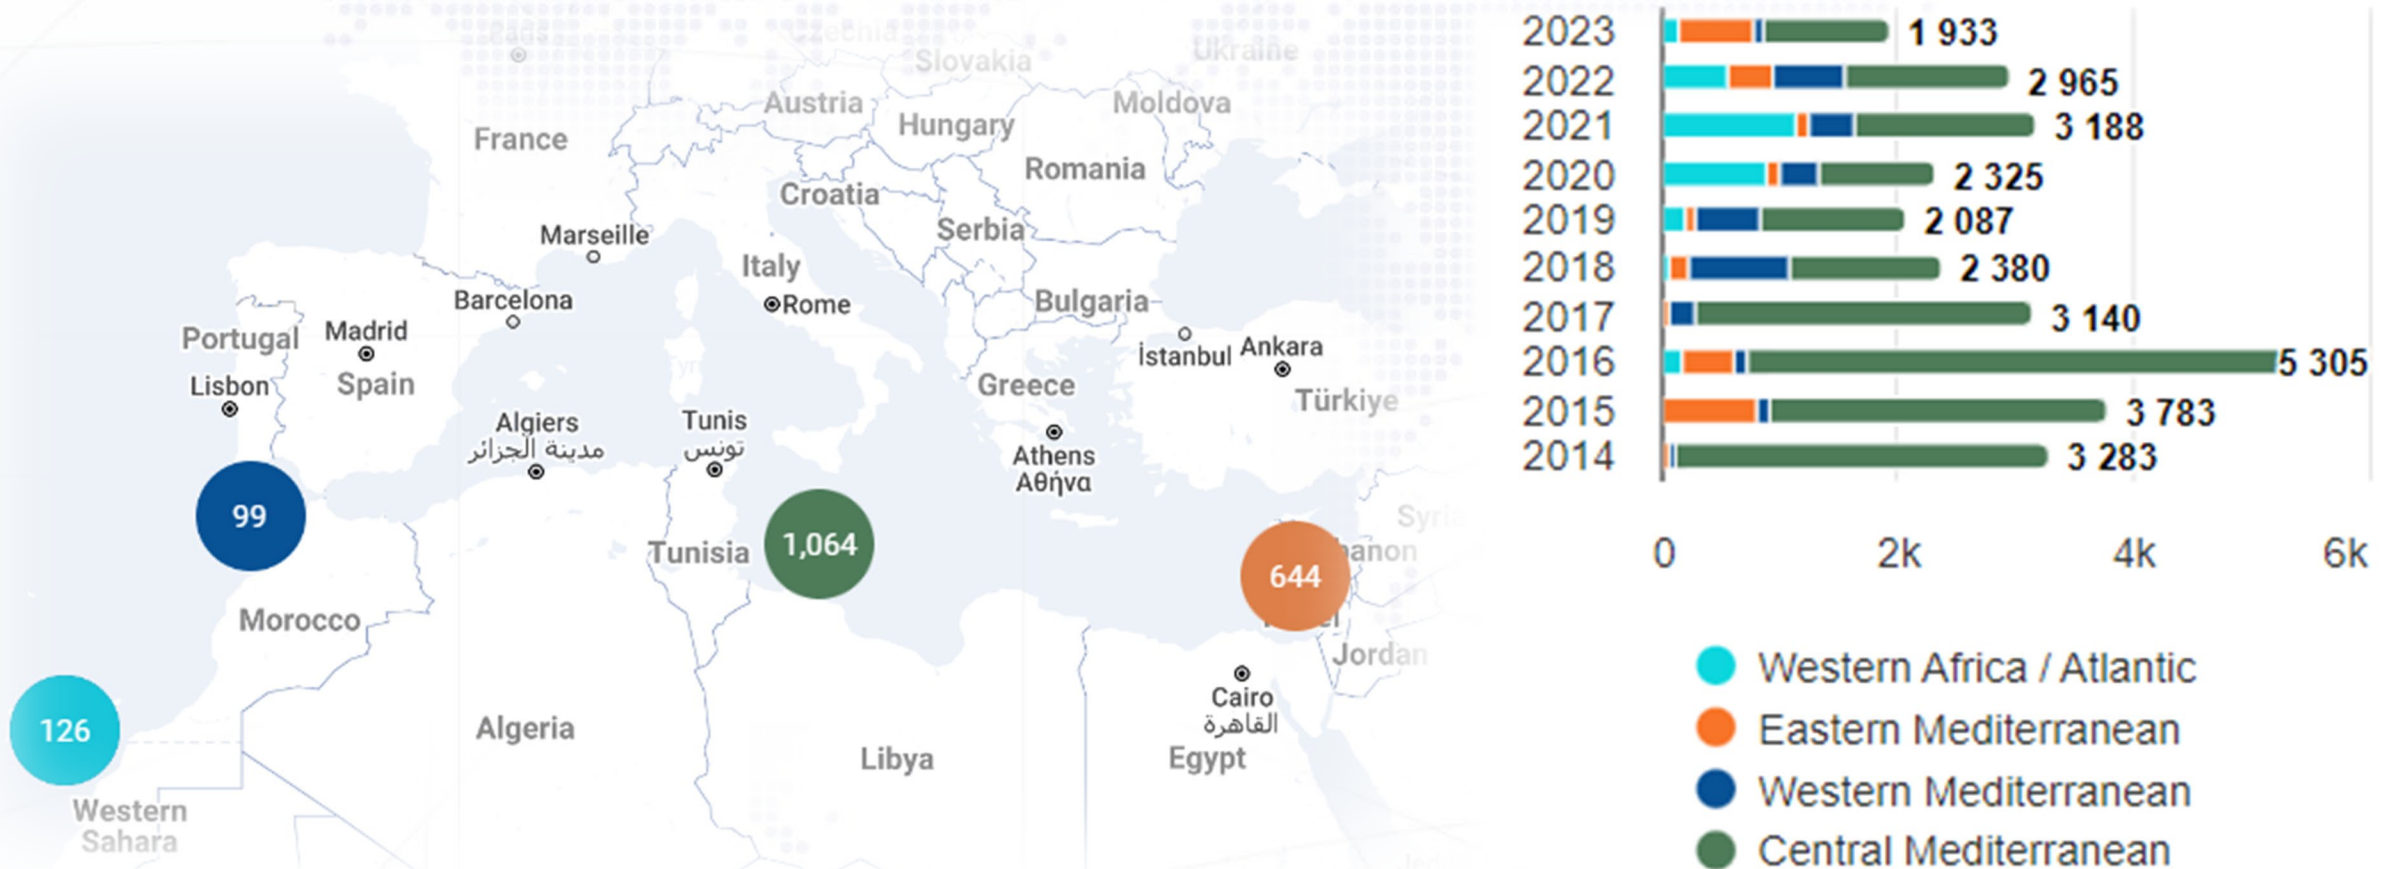 Paris
Czechia
Slovakia
Ukraine
Austria
Moldova
France
Hungary
Romania
Croatia
Serbia
Marseille
Italy
Barcelona
Rome
Bulgaria
Portugal
Madrid
İstanbul
Ankara
Lisbon
Spain
Greece
Türkiye
Algiers
مدينة الجزائر
Tunis
تونس
Athens
Αθήνα
99
1,064
Syria
Tunisia
644
banon
Morocco
Jordan
126
Algeria
Cairo
القاهرة
Libya
Egypt
Western
Sahara
2023 1 933
2022 2 965
2021 3 188
2020 2 325
2019 2 087
2018 2 380
2017 3 140
2016 5 305
2015 3 783
2014 3 283
0 2k 4k 6k
Western Africa / Atlantic
Eastern Mediterranean
Western Mediterranean
Central Mediterranean